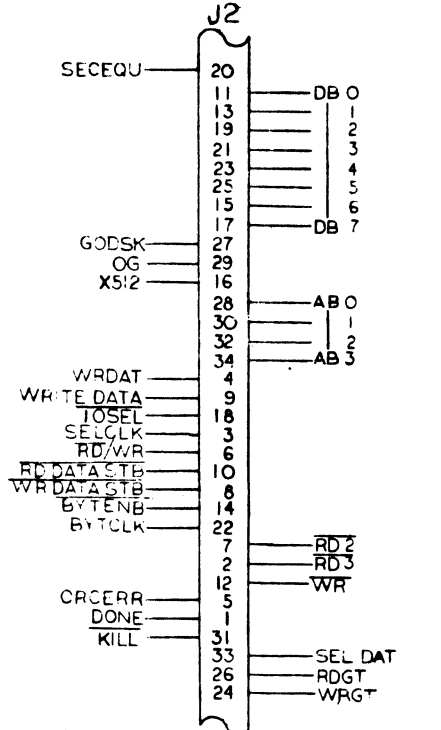 J2
SECEQU 20
11 DB 0
13 1
19 2
21 3
23 4
25 5
15 6
17 DB 7
GODSK 27
OG 29
X512 16
28 AB 0
30 1
32 2
34 AB 3
WRDAT 4
WRITE DATA 9
IOSEL 18
SELCLK 3
RD/WR 6
RD DATA STB 10
WR DATA STB 8
BYTENB 14
BYTCLK 22
7 RD 2
2 RD 3
12 WR
CRCERR 5
DONE 1
KILL 31
33 SEL DAT
26 RDGT
24 WRGT